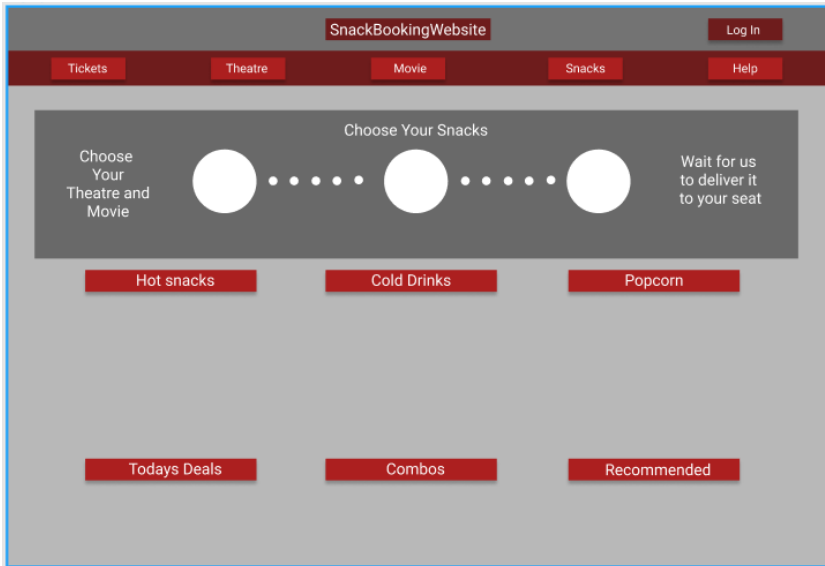 SnackBookingWebsite
Log In
Tickets
Theatre
Movie
Snacks
Help
Choose Your Snacks
Choose
Your
Theatre and
Movie
Wait for us
to deliver it
to your seat
Hot snacks
Cold Drinks
Popcorn
Todays Deals
Combos
Recommended